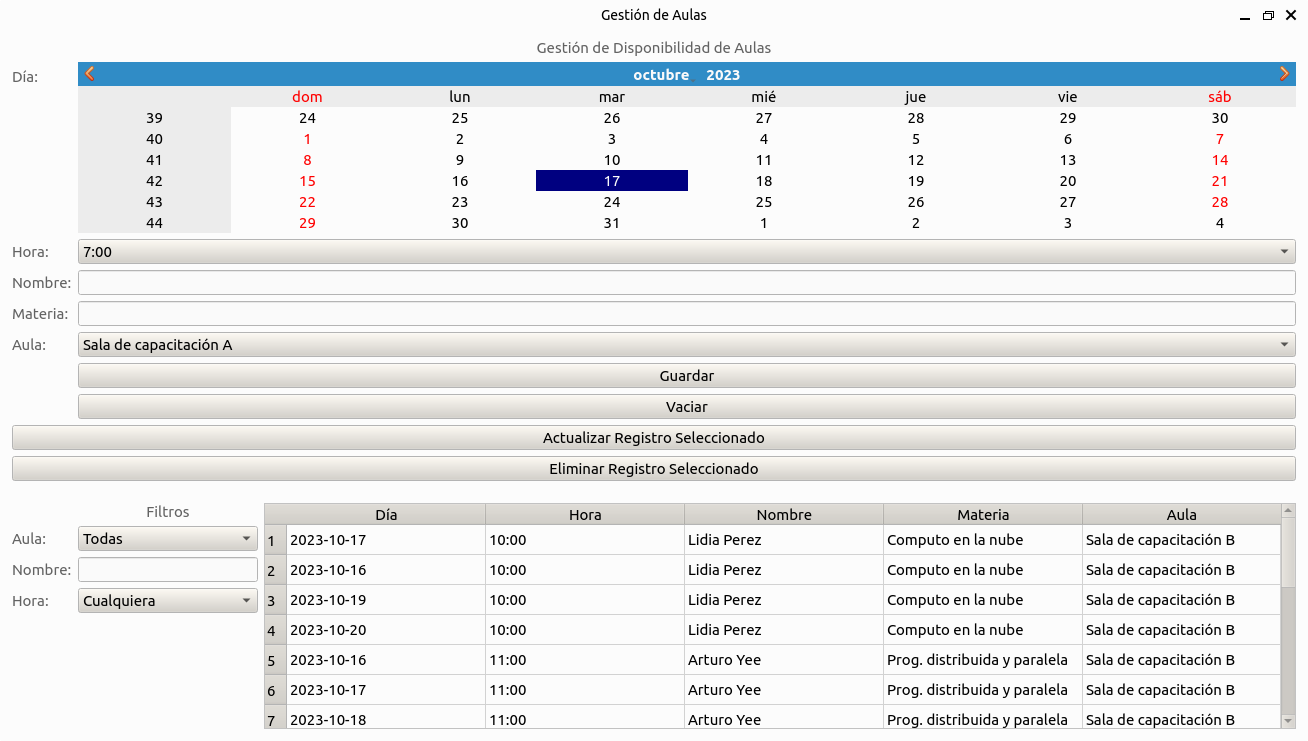 Gestión de Aulas
Gestión de Disponibilidad de Aulas
Día:
octubre 2023
dom lun mar mié jue vie sáb
39 24 25 26 27 28 29 30
40 1 2 3 4 5 6 7
41 8 9 10 11 12 13 14
42 15 16 17 18 19 20 21
43 22 23 24 25 26 27 28
44 29 30 31 1 2 3 4
Hora: 7:00
Nombre:
Materia:
Aula: Sala de capacitación A
Guardar
Vaciar
Actualizar Registro Seleccionado
Eliminar Registro Seleccionado
Filtros
Aula: Todas
Nombre:
Hora: Cualquiera
Día Hora Nombre Materia Aula
1 2023-10-17 10:00 Lidia Perez Computo en la nube Sala de capacitación B
2 2023-10-16 10:00 Lidia Perez Computo en la nube Sala de capacitación B
3 2023-10-19 10:00 Lidia Perez Computo en la nube Sala de capacitación B
4 2023-10-20 10:00 Lidia Perez Computo en la nube Sala de capacitación B
5 2023-10-16 11:00 Arturo Yee Prog. distribuida y paralela Sala de capacitación B
6 2023-10-17 11:00 Arturo Yee Prog. distribuida y paralela Sala de capacitación B
7 2023-10-18 11:00 Arturo Yee Prog. distribuida y paralela Sala de capacitación B